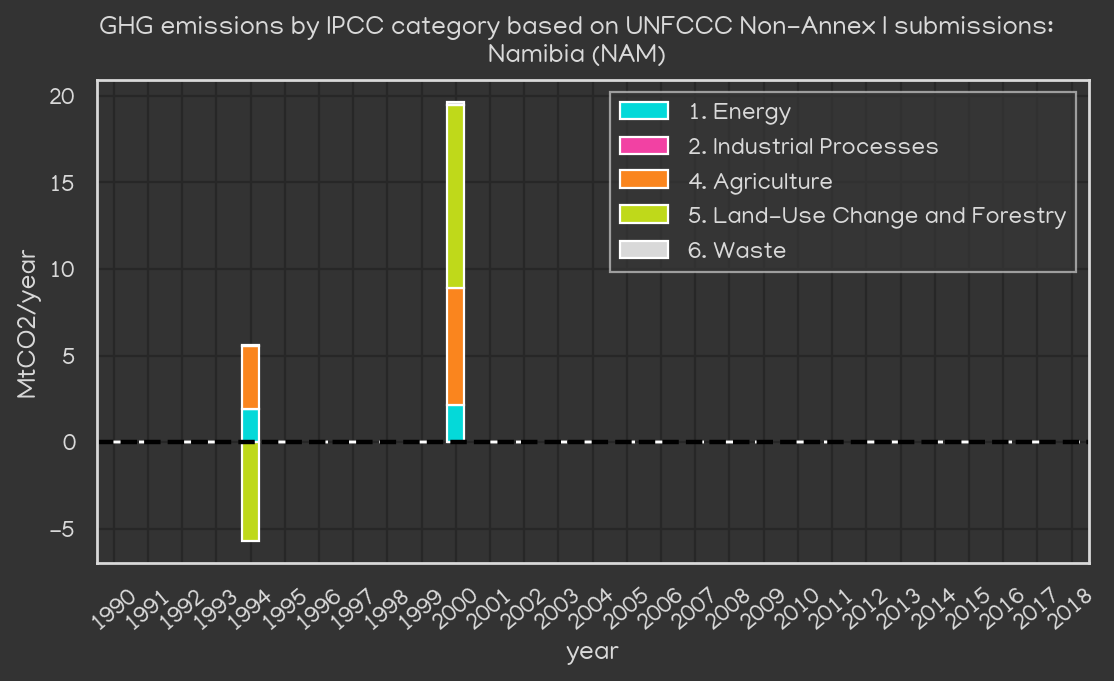 GHG emissions by IPCC category based on UNFCCC Non-Annex I submissions:
Namibia (NAM)
20
15
10
5
0
-5
MtCO2/year
1. Energy
2. Industrial Processes
4. Agriculture
5. Land-Use Change and Forestry
6. Waste
1990 1991 1992 1993 1994 1995 1996 1997 1998 1999 2000 2001 2002 2003 2004 2005 2006 2007 2008 2009 2010 2011 2012 2013 2014 2015 2016 2017 2018
year